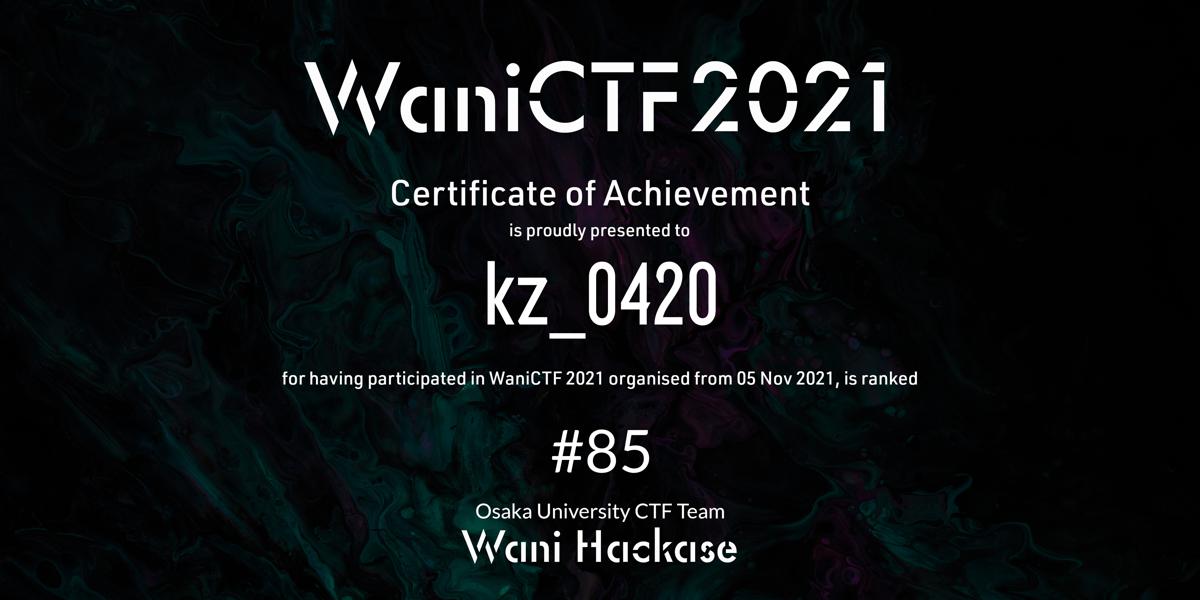 WaniCTF2021
Certificate of Achievement
is proudly presented to
kz_0420
for having participated in WaniCTF 2021 organised from 05 Nov 2021, is ranked
#85
Osaka University CTF Team
Wani Hackase